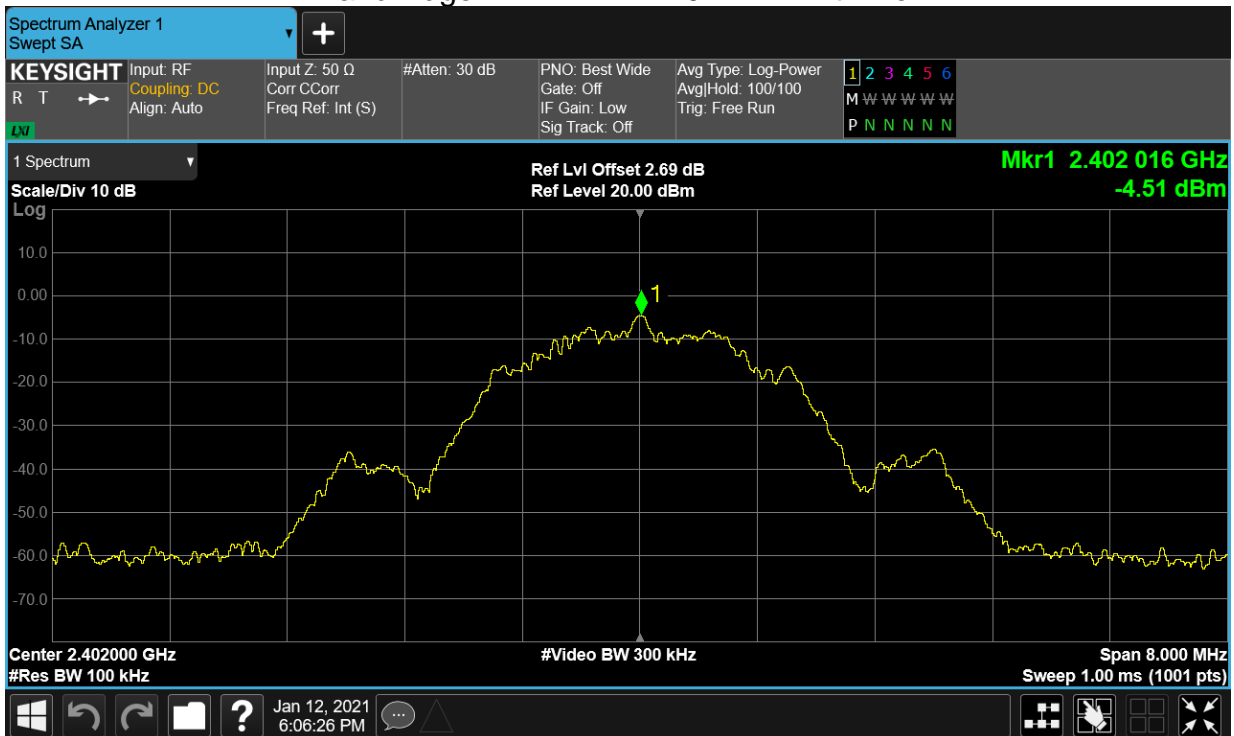 Spectrum Analyzer 1
Swept SA
KEYSIGHT
R T
LXI
Input: RF
Coupling: DC
Align: Auto
Input Z: 50 Ω
Corr CCorr
Freq Ref: Int (S)
#Atten: 30 dB
PNO: Best Wide
Gate: Off
IF Gain: Low
Sig Track: Off
Avg Type: Log-Power
Avg|Hold: 100/100
Trig: Free Run
1 2 3 4 5 6
M W W W W W
P N N N N N
1 Spectrum
Scale/Div 10 dB
Log
Ref Lvl Offset 2.69 dB
Ref Level 20.00 dBm
Mkr1 2.402 016 GHz
-4.51 dBm
1
10.0
0.00
-10.0
-20.0
-30.0
-40.0
-50.0
-60.0
-70.0
Center 2.402000 GHz
#Res BW 100 kHz
#Video BW 300 kHz
Span 8.000 MHz
Sweep 1.00 ms (1001 pts)
?
Jan 12, 2021
6:06:26 PM